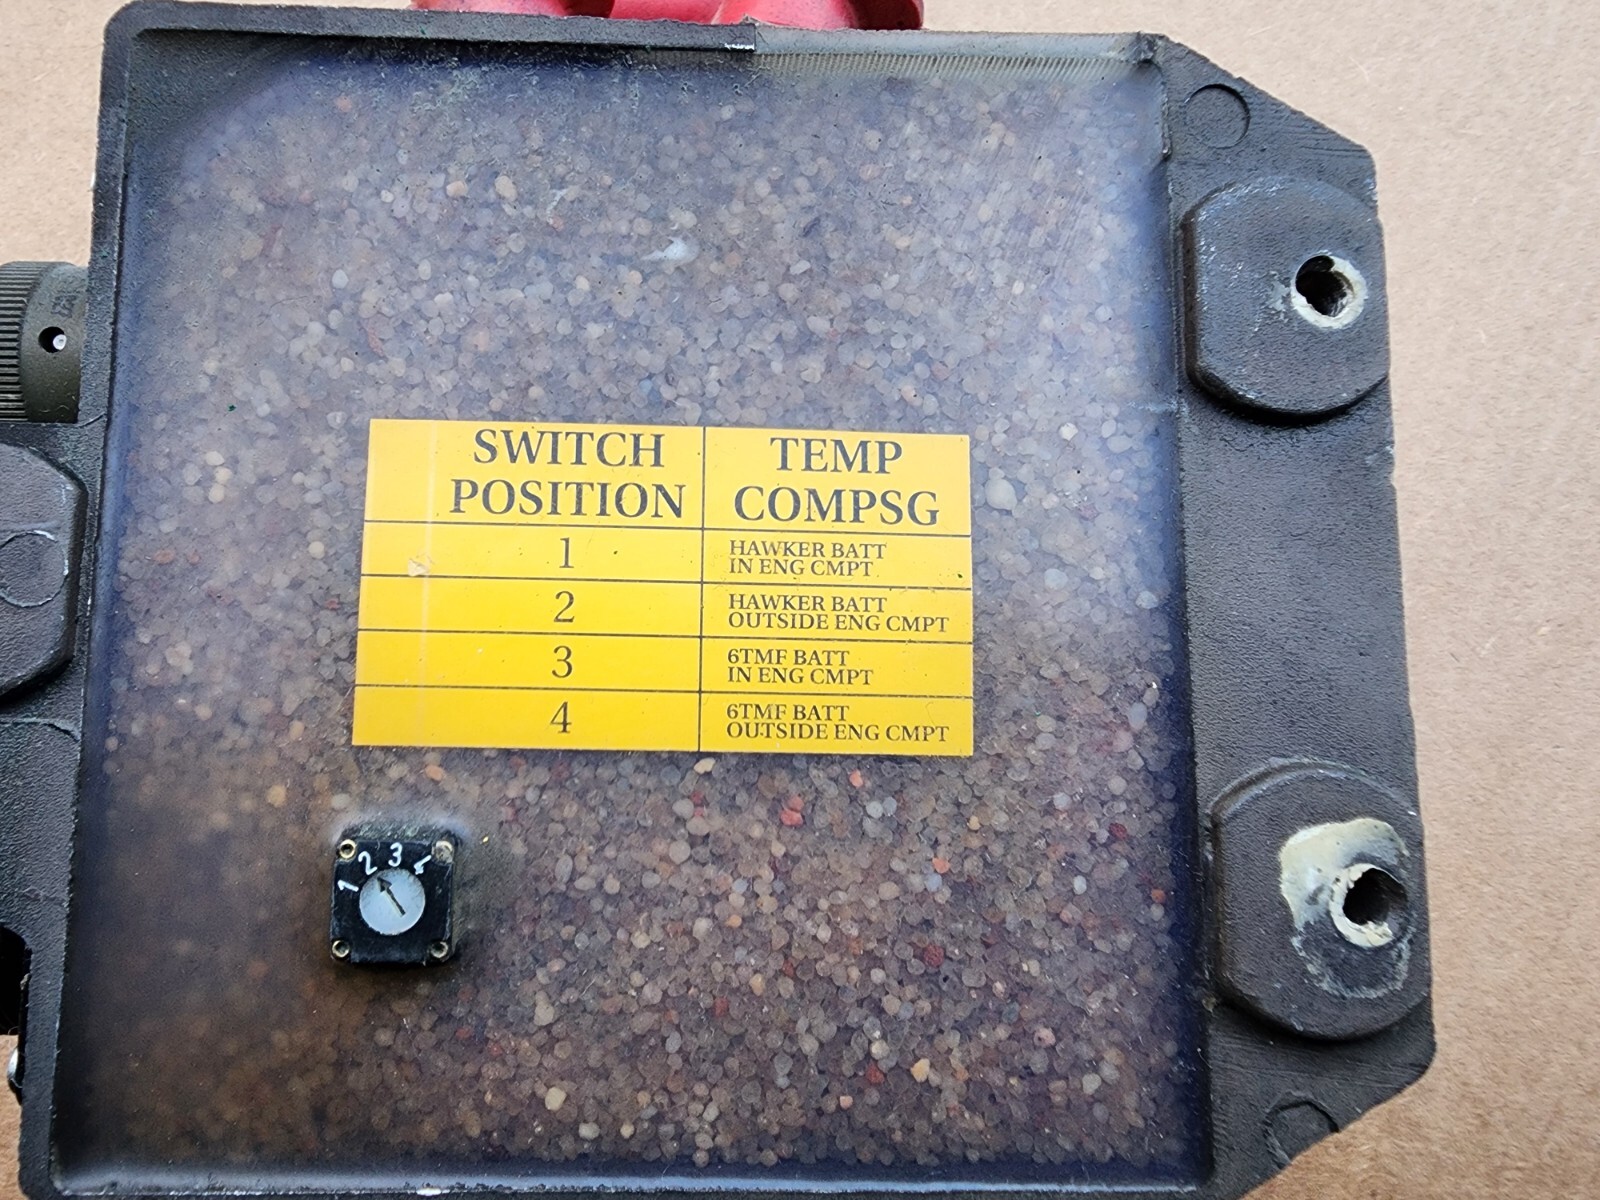 SWITCH POSITION
TEMP COMPSG
1
HAWKER BATT
IN ENG CMPT
2
HAWKER BATT
OUTSIDE ENG CMPT
3
6TMF BATT
IN ENG CMPT
4
6TMF BATT
OUTSIDE ENG CMPT
1 2 3 4